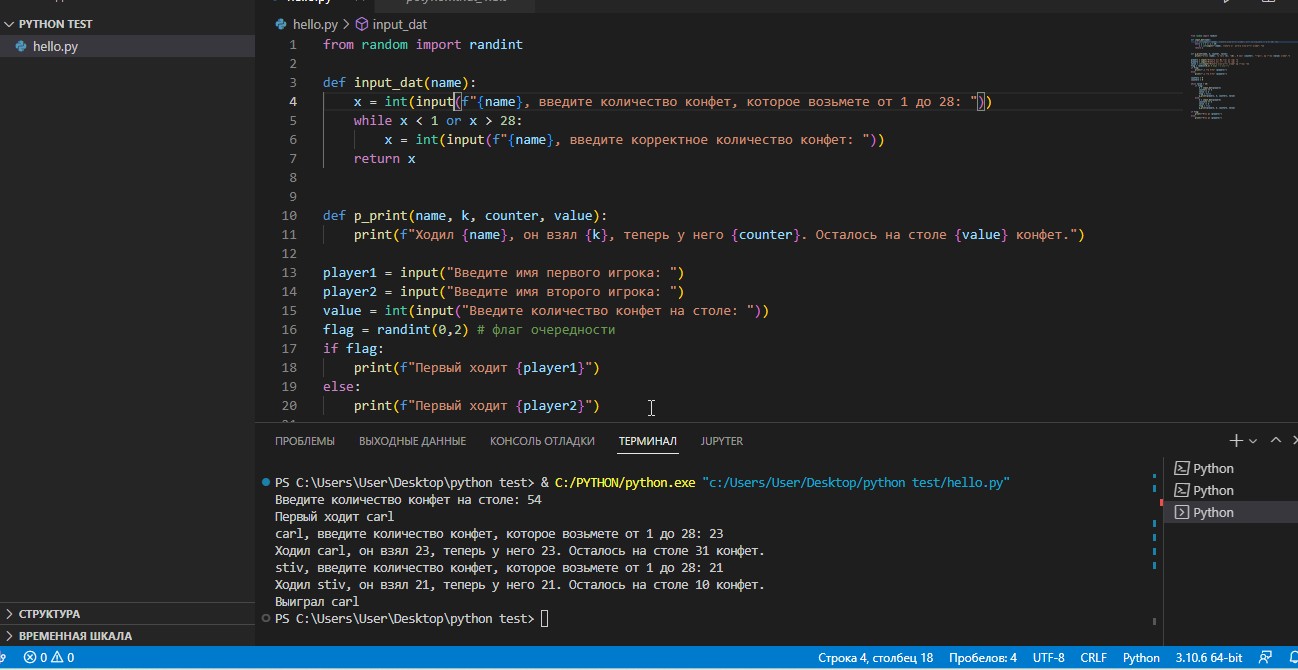 PYTHON TEST
hello.py
hello.py > input_dat
1 from random import randint
2
3 def input_dat(name):
4 x = int(input(f"{name}, введите количество конфет, которое возьмете от 1 до 28: "))
5 while x < 1 or x > 28:
6 x = int(input(f"{name}, введите корректное количество конфет: "))
7 return x
8
9
10 def p_print(name, k, counter, value):
11 print(f"Ходил {name}, он взял {k}, теперь у него {counter}. Осталось на столе {value} конфет.")
12
13 player1 = input("Введите имя первого игрока: ")
14 player2 = input("Введите имя второго игрока: ")
15 value = int(input("Введите количество конфет на столе: "))
16 flag = randint(0,2) # флаг очередности
17 if flag:
18 print(f"Первый ходит {player1}")
19 else:
20 print(f"Первый ходит {player2}")
ПРОБЛЕМЫ ВЫХОДНЫЕ ДАННЫЕ КОНСОЛЬ ОТЛАДКИ ТЕРМИНАЛ JUPYTER
PS C:\Users\User\Desktop\python test> & C:/PYTHON/python.exe "c:/Users/User/Desktop/python test/hello.py"
Введите количество конфет на столе: 54
Первый ходит carl
carl, введите количество конфет, которое возьмете от 1 до 28: 23
Ходил carl, он взял 23, теперь у него 23. Осталось на столе 31 конфет.
stiv, введите количество конфет, которое возьмете от 1 до 28: 21
Ходил stiv, он взял 21, теперь у него 21. Осталось на столе 10 конфет.
Выиграл carl
PS C:\Users\User\Desktop\python test>
Python
Python
Python
СТРУКТУРА
ВРЕМЕННАЯ ШКАЛА
0 0 Строка 4, столбец 18 Пробелов: 4 UTF-8 CRLF Python 3.10.6 64-bit